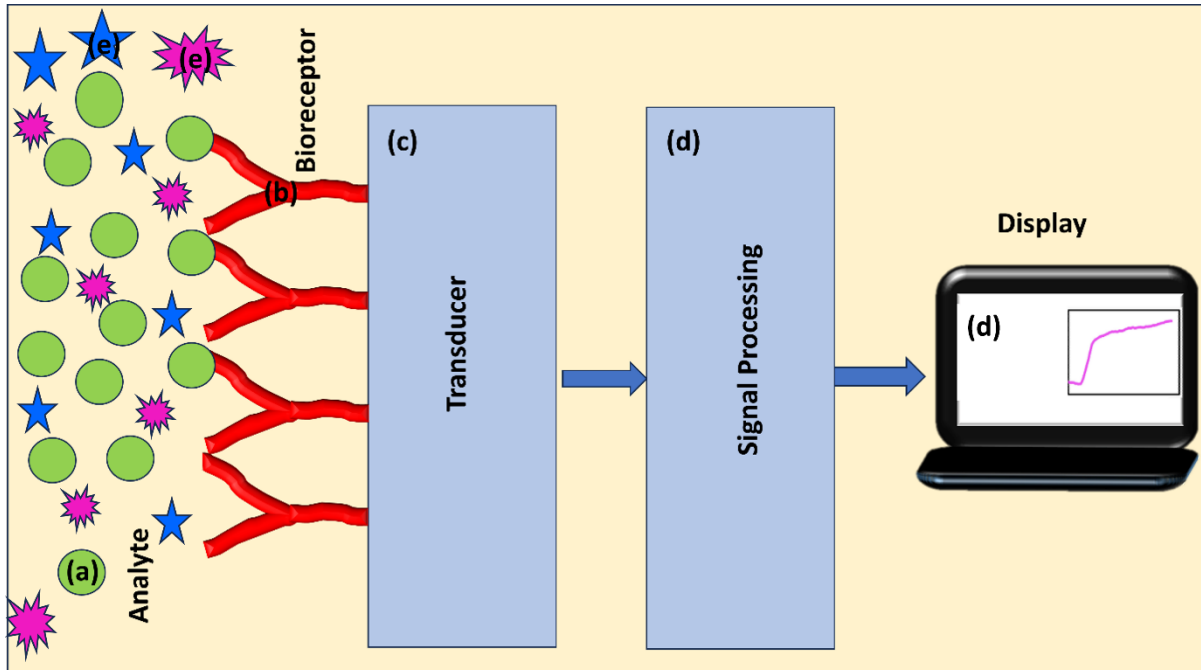 (e)
(e)
Bioreceptor
(b)
(c)
Transducer
(d)
Signal Processing
Display
(d)
(a)
Analyte